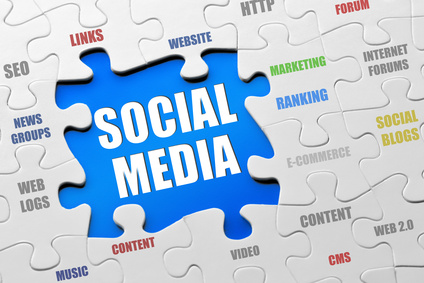 HTTP
FORUM
LINKS
WEBSITE
SEO
MARKETING
INTERNET
FORUMS
RANKING
NEWS
GROUPS
SOCIAL
MEDIA
SOCIAL
BLOGS
E-COMMERCE
WEB
LOGS
CONTENT
WEB 2.0
CONTENT
VIDEO
CMS
MUSIC